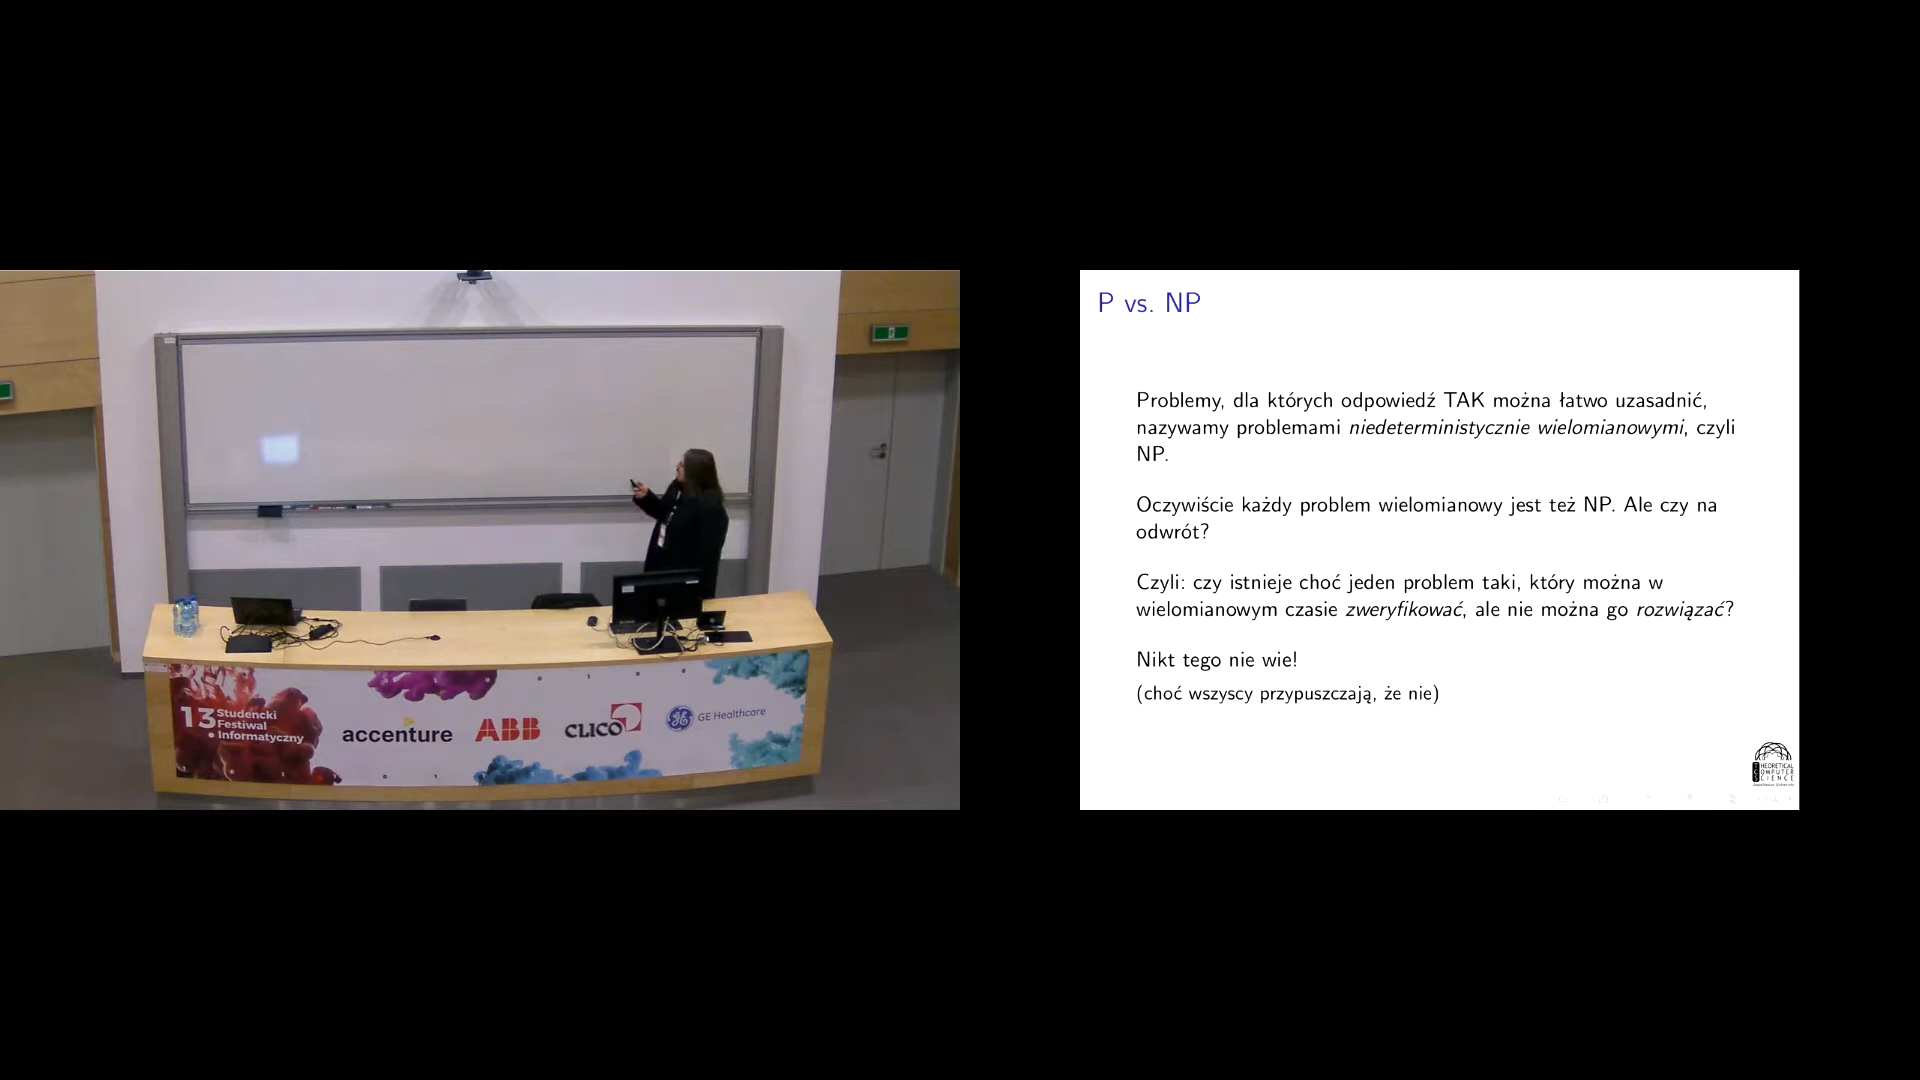 P vs. NP
Problemy, dla których odpowiedź TAK można łatwo uzasadnić,
nazywamy problemami niedeterministycznie wielomianowymi, czyli
NP.
Oczywiście każdy problem wielomianowy jest też NP. Ale czy na
odwrót?
Czyli: czy istnieje choć jeden problem taki, który można w
wielomianowym czasie zweryfikować, ale nie można go rozwiązać?
Nikt tego nie wie!
(choć wszyscy przypuszczają, że nie)
THEORETICAL
COMPUTER
SCIENCE
13 Studencki
Festiwal
Informatyczny
accenture
ABB
CLICO
GE Healthcare